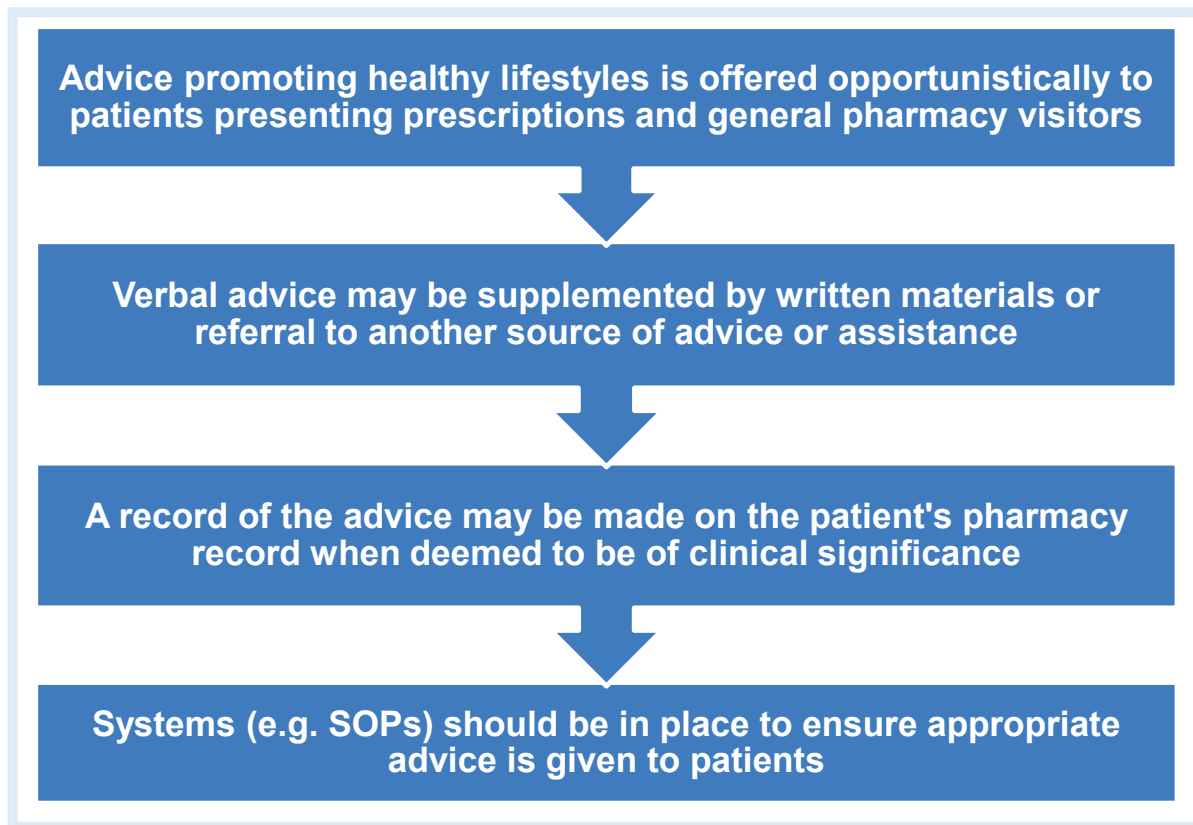 Advice promoting healthy lifestyles is offered opportunistically to
patients presenting prescriptions and general pharmacy visitors
Verbal advice may be supplemented by written materials or
referral to another source of advice or assistance
A record of the advice may be made on the patient's pharmacy
record when deemed to be of clinical significance
Systems (e.g. SOPs) should be in place to ensure appropriate
advice is given to patients